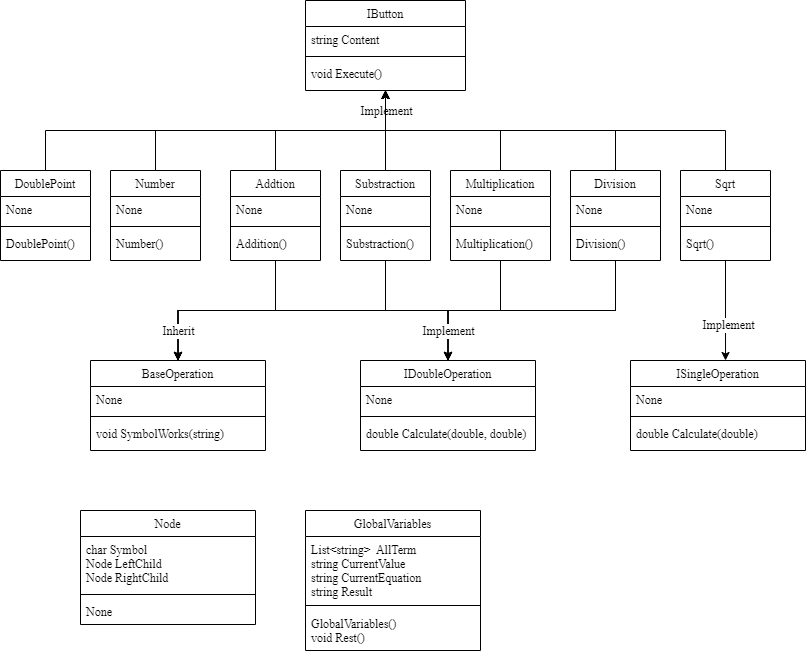 IButton
string Content
void Execute()
Implement
DoublePoint
None
DoublePoint()
Number
None
Number()
Addtion
None
Addition()
Substraction
None
Substraction()
Multiplication
None
Multiplication()
Division
None
Division()
Sqrt
None
Sqrt()
Inherit
Implement
Implement
BaseOperation
None
void SymbolWorks(string)
IDoubleOperation
None
double Calculate(double, double)
ISingleOperation
None
double Calculate(double)
Node
char Symbol
Node LeftChild
Node RightChild
None
GlobalVariables
List<string> AllTerm
string CurrentValue
string CurrentEquation
string Result
GlobalVariables()
void Rest()